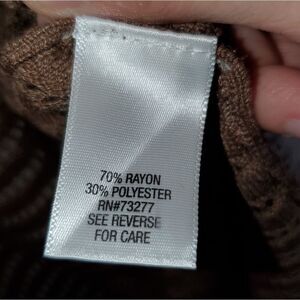 70% RAYON
30% POLYESTER
RN#73277
SEE REVERSE
FOR CARE